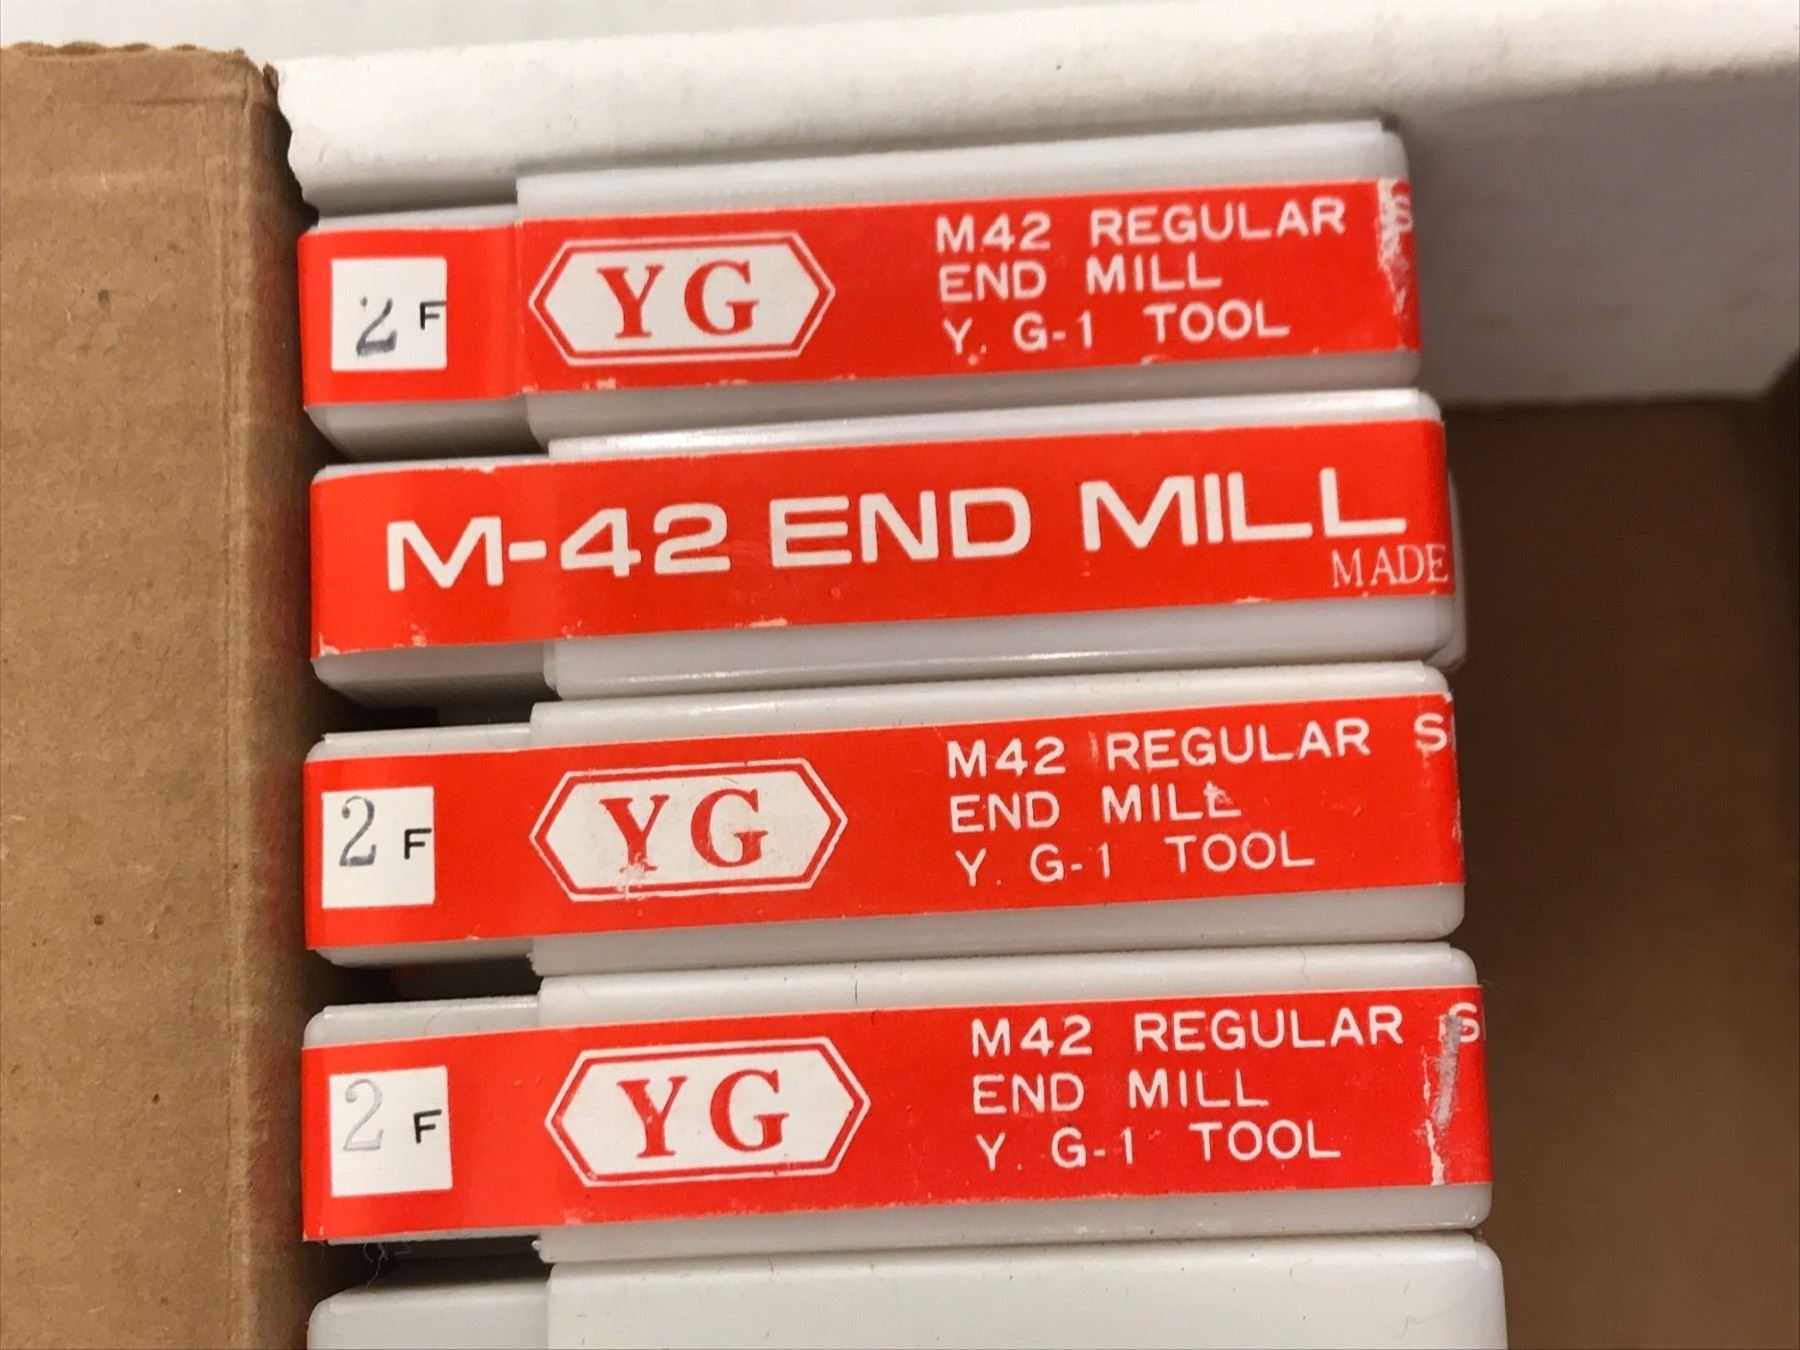 2 F YG M42 REGULAR S
END MILL
Y. G-1 TOOL
M-42 END MILL
MADE
2 F YG M42 REGULAR S
END MILL
Y. G-1 TOOL
2 F YG M42 REGULAR S
END MILL
Y. G-1 TOOL